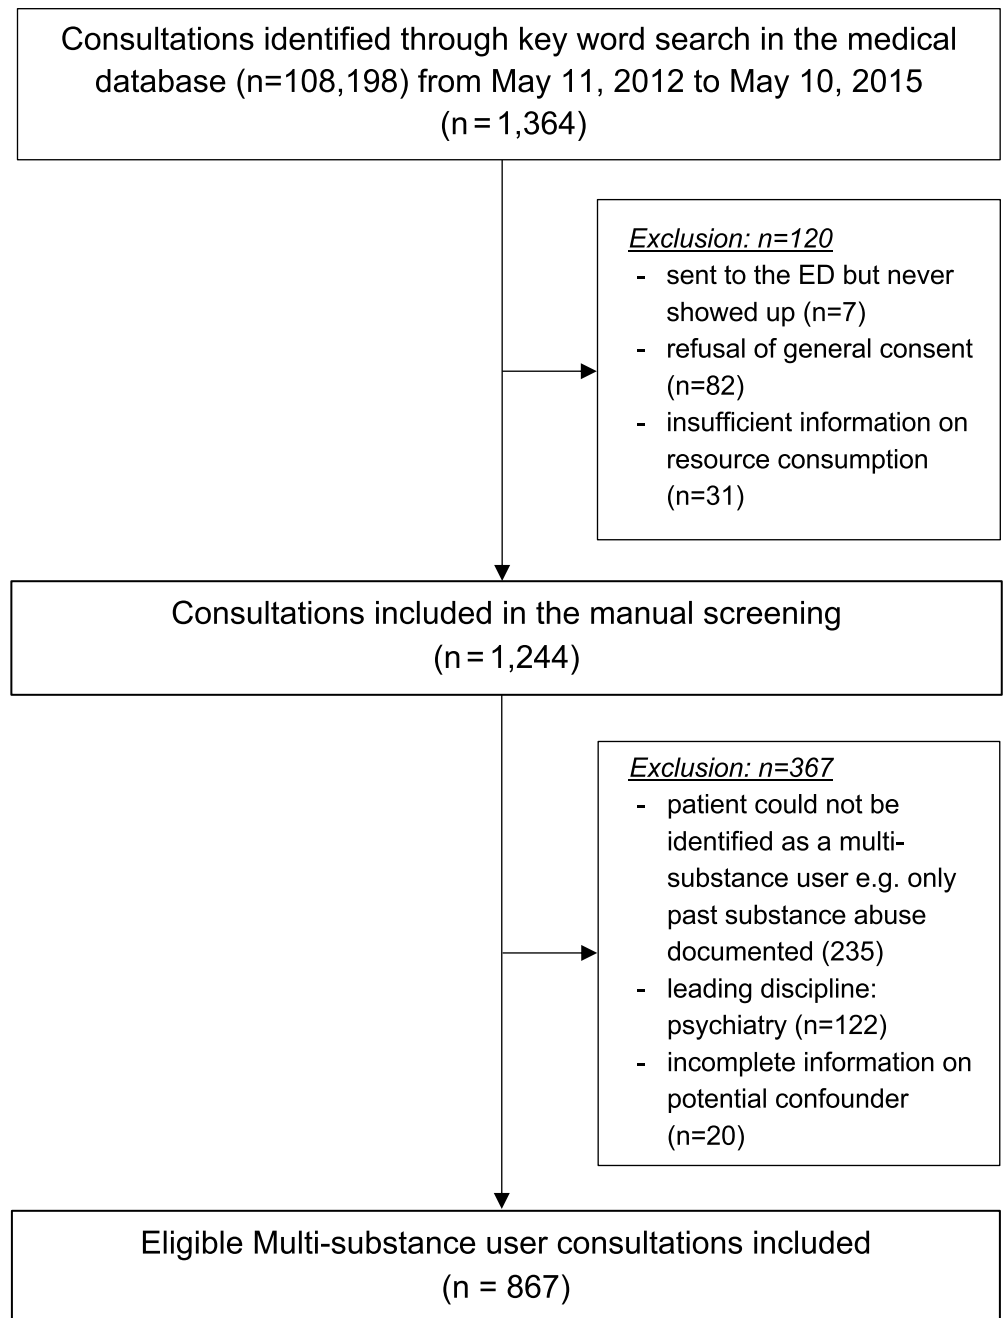 Consultations identified through key word search in the medical
database (n=108,198) from May 11, 2012 to May 10, 2015
(n = 1,364)
Exclusion: n=120
- sent to the ED but never
showed up (n=7)
- refusal of general consent
(n=82)
- insufficient information on
resource consumption
(n=31)
Consultations included in the manual screening
(n = 1,244)
Exclusion: n=367
- patient could not be
identified as a multi-
substance user e.g. only
past substance abuse
documented (235)
- leading discipline:
psychiatry (n=122)
- incomplete information on
potential confounder
(n=20)
Eligible Multi-substance user consultations included
(n = 867)